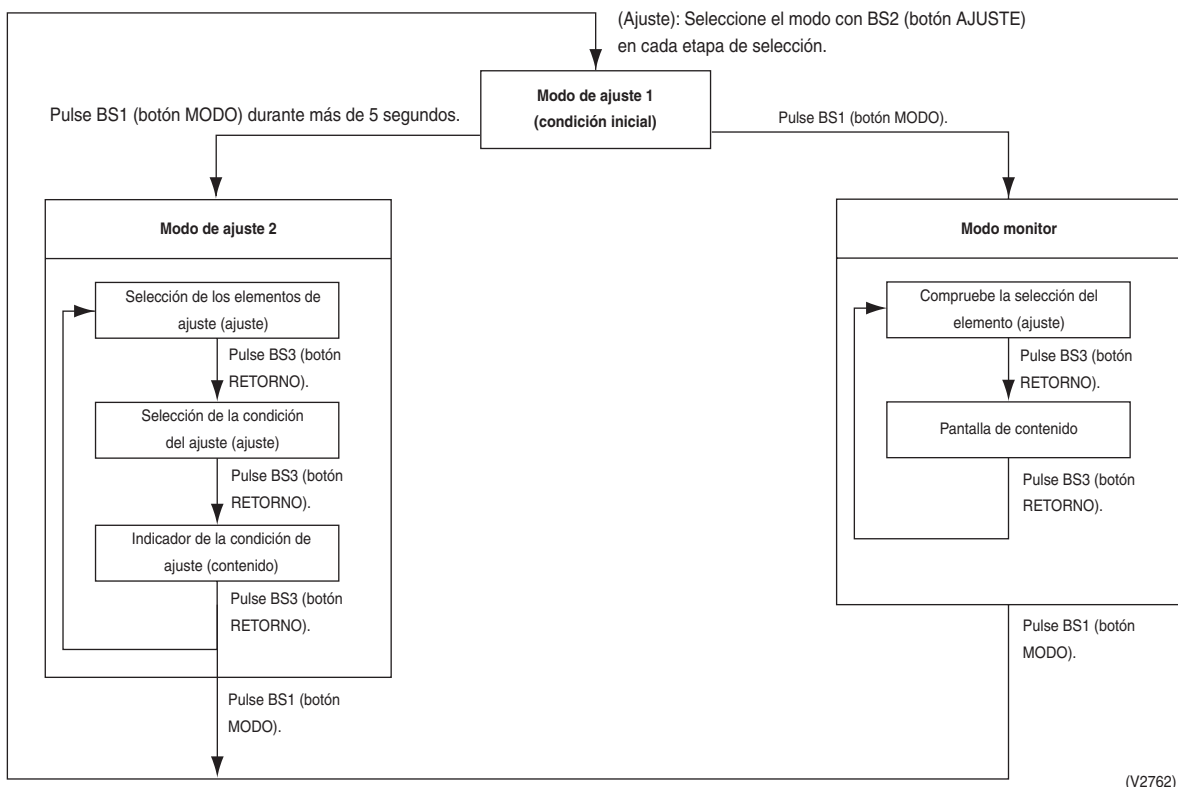 (Ajuste): Seleccione el modo con BS2 (botón AJUSTE)
en cada etapa de selección.
Modo de ajuste 1
(condición inicial)
Pulse BS1 (botón MODO) durante más de 5 segundos.
Pulse BS1 (botón MODO).
Modo de ajuste 2
Selección de los elementos de
ajuste (ajuste)
Pulse BS3 (botón
RETORNO).
Selección de la condición
del ajuste (ajuste)
Pulse BS3 (botón
RETORNO).
Indicador de la condición de
ajuste (contenido)
Pulse BS3 (botón
RETORNO).
Pulse BS1 (botón
MODO).
Modo monitor
Compruebe la selección del
elemento (ajuste)
Pulse BS3 (botón
RETORNO).
Pantalla de contenido
Pulse BS3 (botón
RETORNO).
Pulse BS1 (botón
MODO).
(V2762)